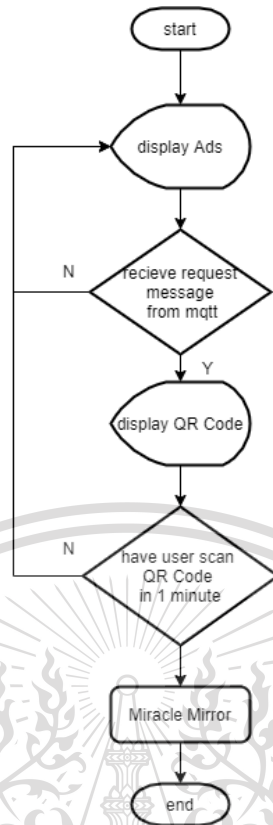 start
display Ads
N
recieve request
message
from mqtt
Y
display QR Code
N
have user scan
QR Code
in 1 minute
Miracle Mirror
end